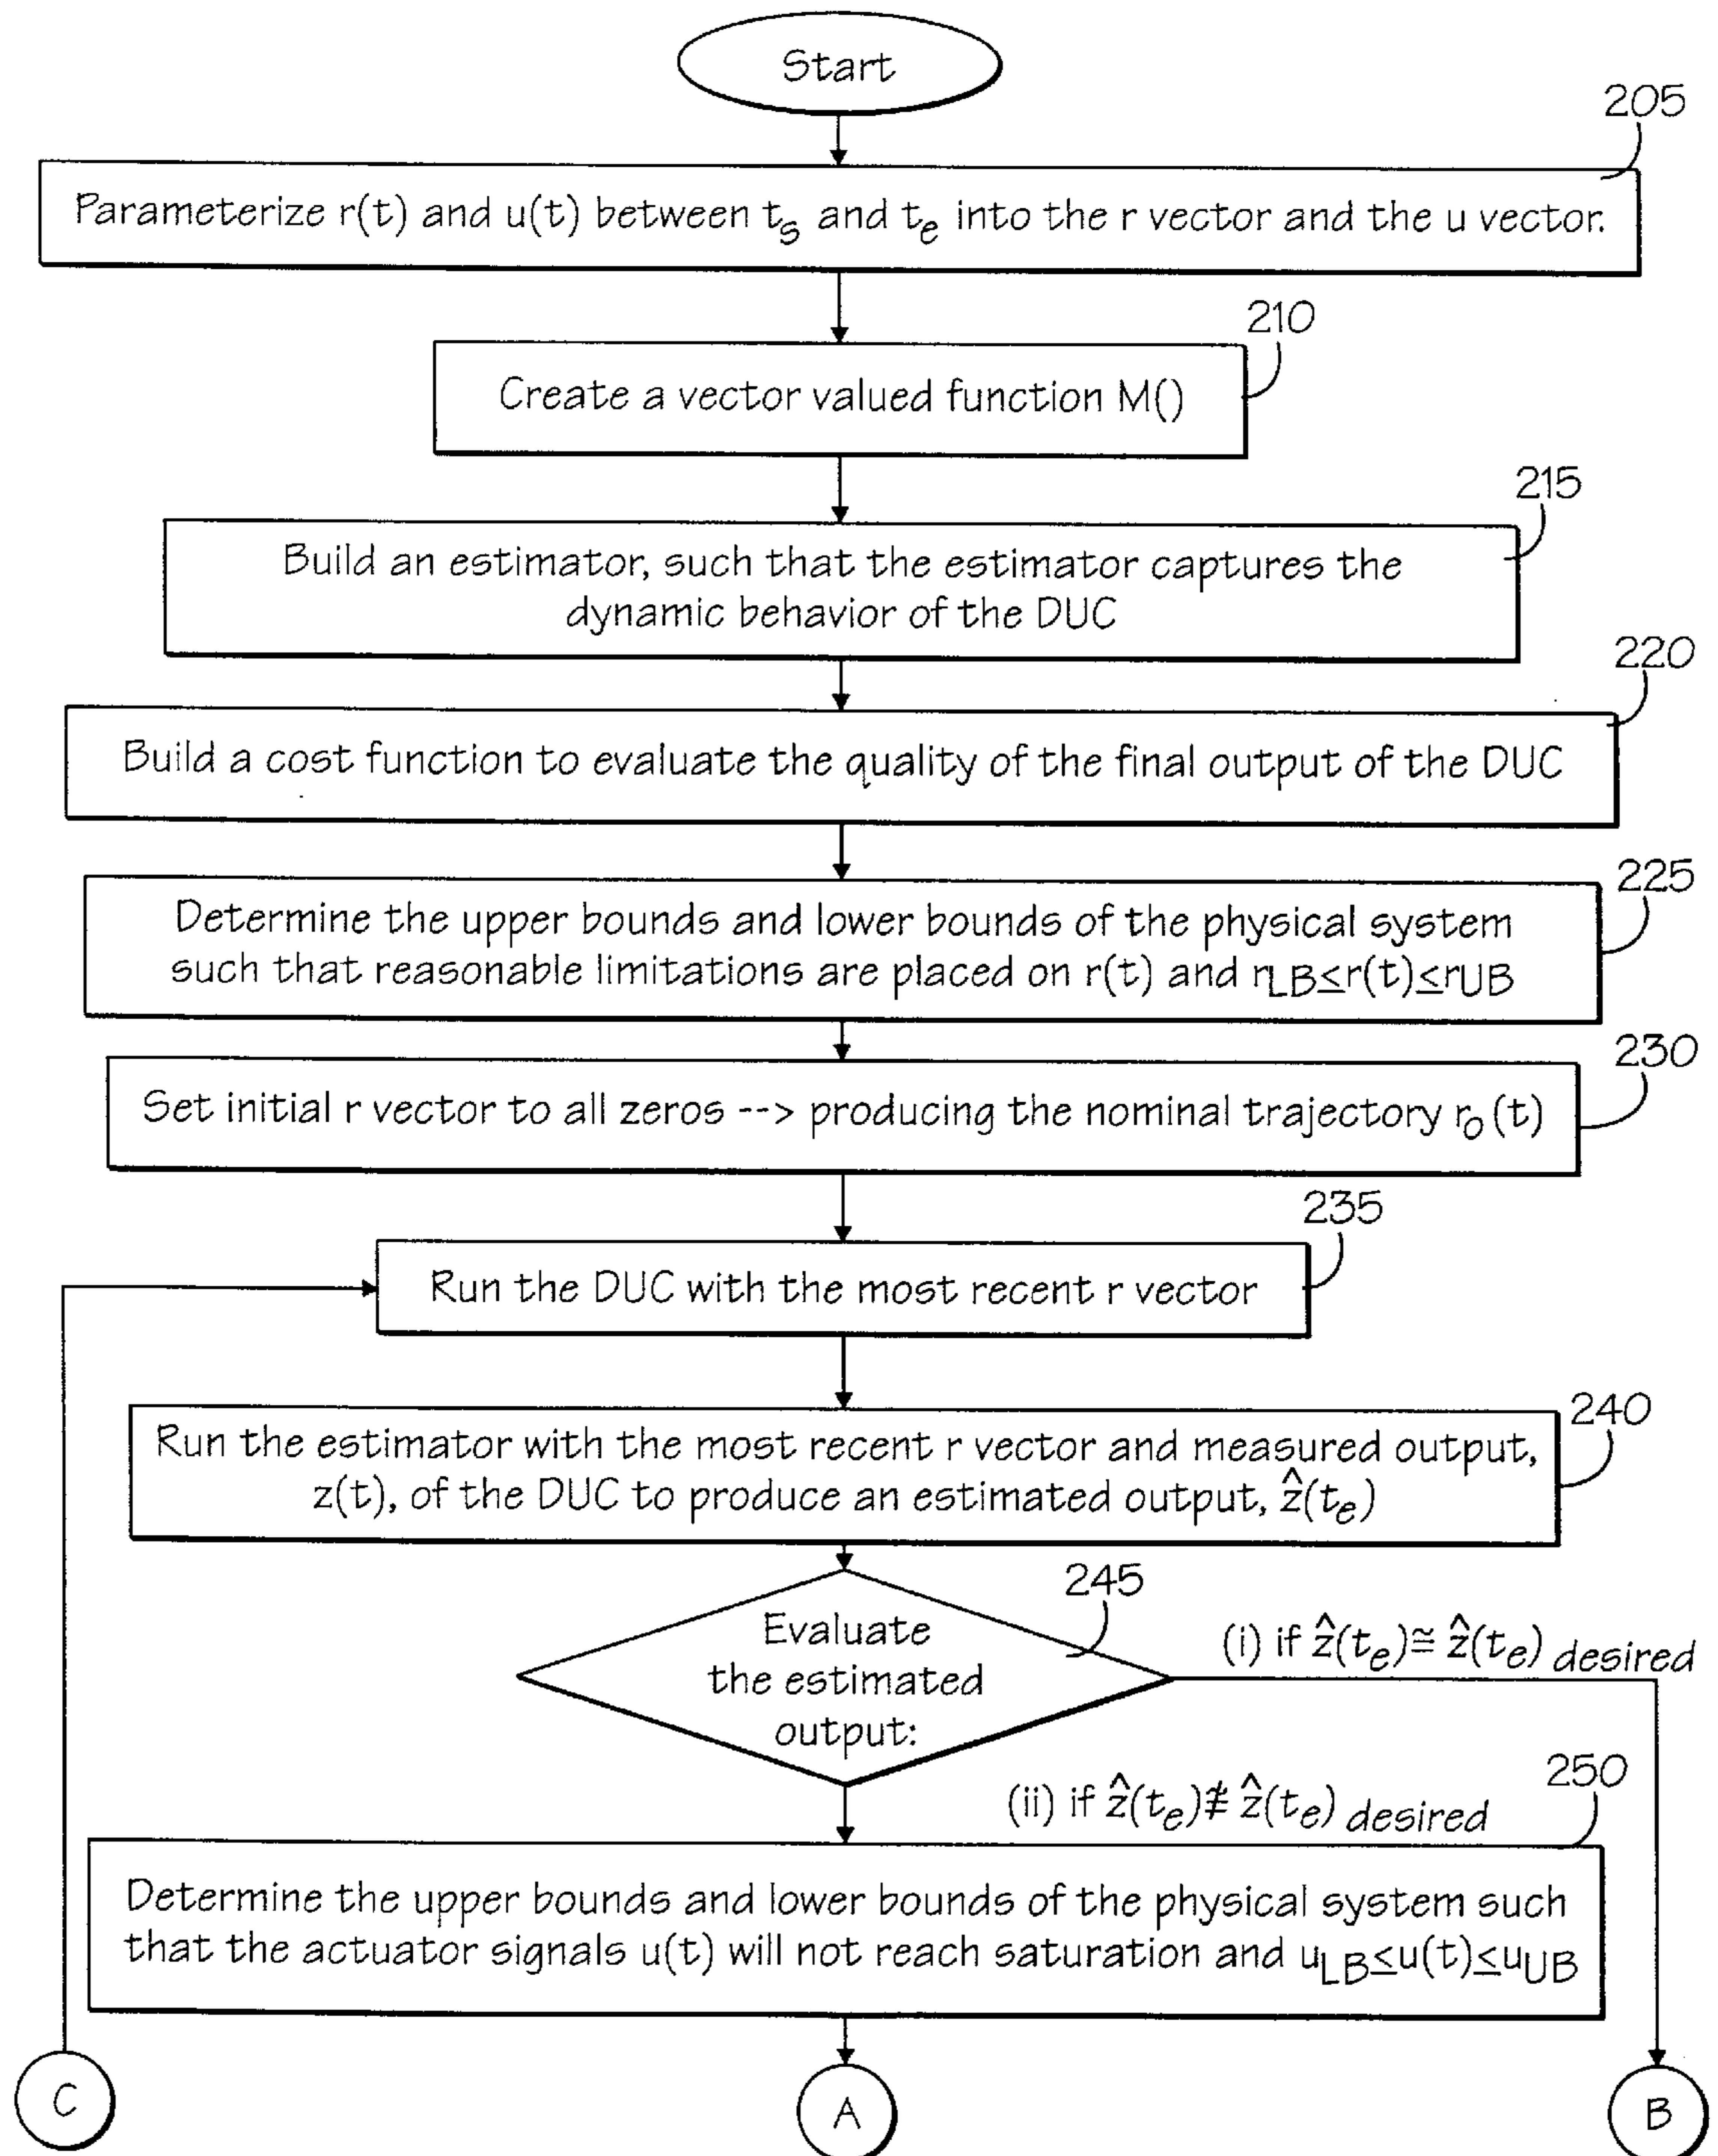 Start
205
Parameterize r(t) and u(t) between tₛ and tₑ into the r vector and the u vector.
210
Create a vector valued function M()
215
Build an estimator, such that the estimator captures the
dynamic behavior of the DUC
220
Build a cost function to evaluate the quality of the final output of the DUC
225
Determine the upper bounds and lower bounds of the physical system
such that reasonable limitations are placed on r(t) and rLB≤r(t)≤rUB
230
Set initial r vector to all zeros --> producing the nominal trajectory r₀(t)
235
Run the DUC with the most recent r vector
240
Run the estimator with the most recent r vector and measured output,
z(t), of the DUC to produce an estimated output, ẑ(tₑ)
245
Evaluate
the estimated
output:
(i) if ẑ(tₑ)≅ ẑ(tₑ) desired
(ii) if ẑ(tₑ)≇ ẑ(tₑ) desired
250
Determine the upper bounds and lower bounds of the physical system such
that the actuator signals u(t) will not reach saturation and uLB≤u(t)≤uUB
C
A
B